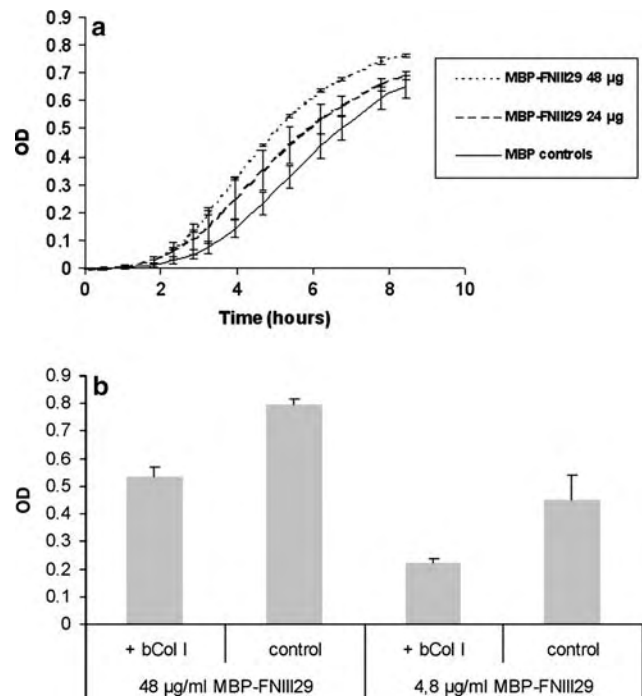 a
0.9
0.8
0.7
0.6
0.5
0.4
0.3
0.2
0.1
0
OD
0 2 4 6 8 10
Time (hours)
MBP-FNIII29 48 µg
MBP-FNIII29 24 µg
MBP controls
b
0.9
0.8
0.7
0.6
0.5
0.4
0.3
0.2
0.1
0
OD
+ bCol I control + bCol I control
48 µg/ml MBP-FNIII29 4.8 µg/ml MBP-FNIII29